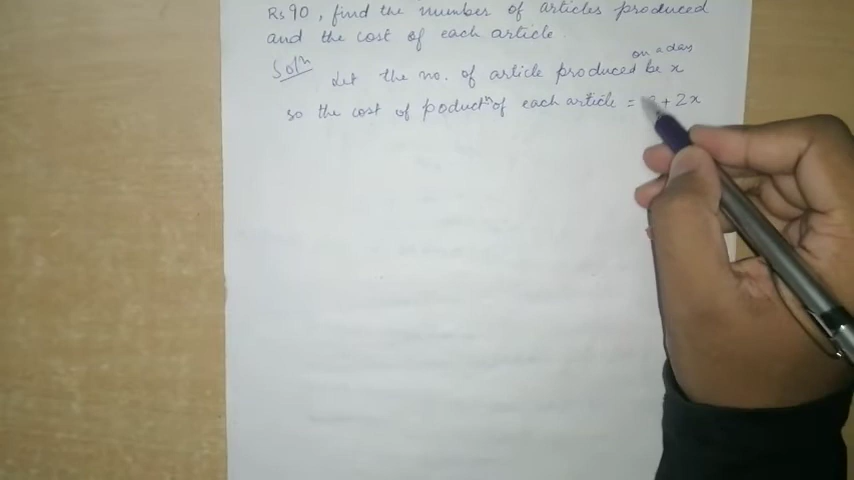 Rs 90, find the number of articles produced
and the cost of each article.
Solⁿ Let the no. of article produced on a day be x
so the cost of poductⁿ of each article = + 2x